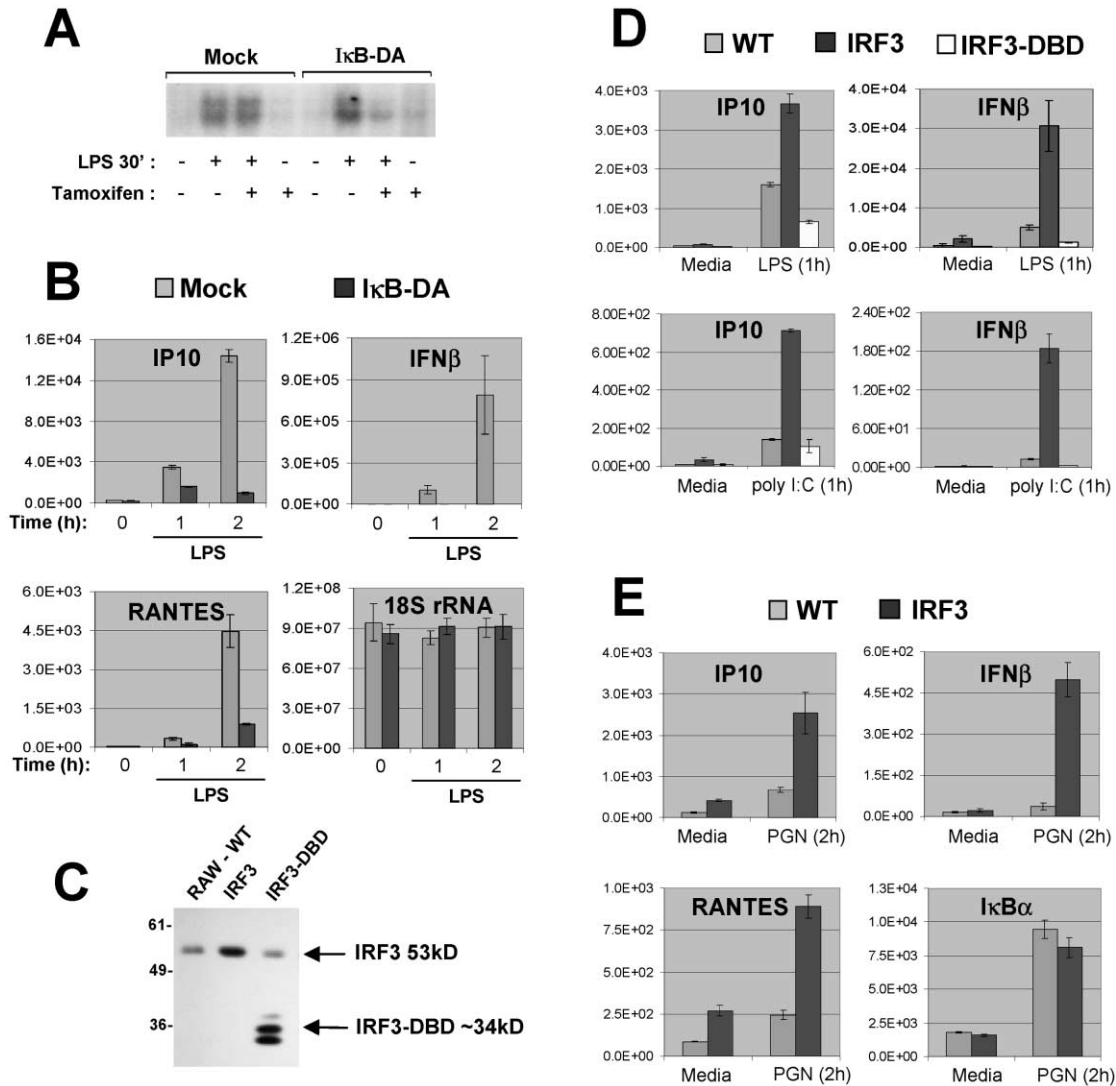 A
Mock IκB-DA
LPS 30' : - + + - - + + -
Tamoxifen : - - + + - - + +
B
Mock IκB-DA
IP10
1.6E+04
1.2E+04
8.0E+03
4.0E+03
0.0E+00
Time (h): 0 1 2
LPS
IFNβ
1.2E+06
9.0E+05
6.0E+05
3.0E+05
0.0E+00
0 1 2
LPS
RANTES
6.0E+03
4.5E+03
3.0E+03
1.5E+03
0.0E+00
Time (h): 0 1 2
LPS
18S rRNA
1.2E+08
9.0E+07
6.0E+07
3.0E+07
0.0E+00
0 1 2
LPS
C
RAW - WT
IRF3
IRF3-DBD
61-
49-
36-
IRF3 53kD
IRF3-DBD ~34kD
D
WT IRF3 IRF3-DBD
IP10
4.0E+03
3.0E+03
2.0E+03
1.0E+03
0.0E+00
Media LPS (1h)
IFNβ
4.0E+04
3.0E+04
2.0E+04
1.0E+04
0.0E+00
Media LPS (1h)
IP10
8.00E+02
6.00E+02
4.00E+02
2.00E+02
0.00E+00
Media poly I:C (1h)
IFNβ
2.40E+02
1.80E+02
1.20E+02
6.00E+01
0.00E+00
Media poly I:C (1h)
E
WT IRF3
IP10
4.0E+03
3.0E+03
2.0E+03
1.0E+03
0.0E+00
Media PGN (2h)
IFNβ
6.0E+02
4.0E+02
2.0E+02
0.0E+00
Media PGN (2h)
RANTES
1.0E+03
7.5E+02
5.0E+02
2.5E+02
0.0E+00
Media PGN (2h)
IκBα
1.3E+04
1.0E+04
7.5E+03
5.0E+03
2.5E+03
0.0E+00
Media PGN (2h)